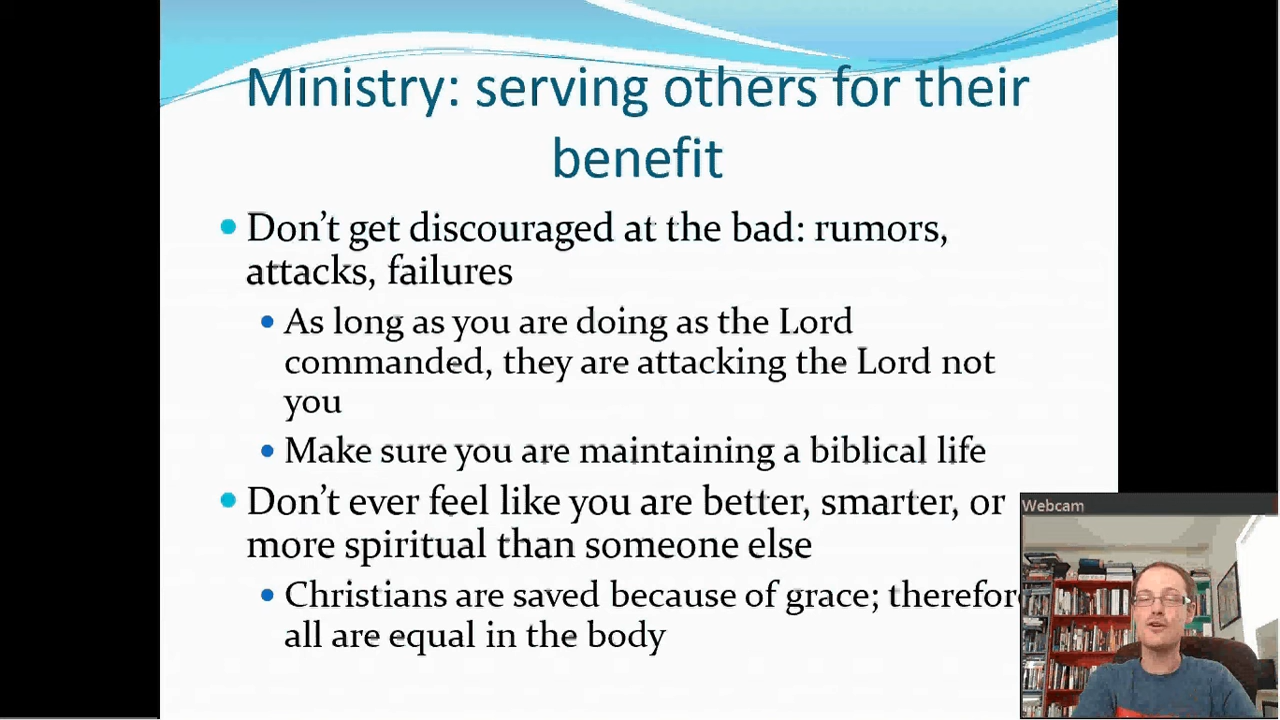 Ministry: serving others for their
benefit
Don’t get discouraged at the bad: rumors,
attacks, failures
As long as you are doing as the Lord
commanded, they are attacking the Lord not
you
Make sure you are maintaining a biblical life
Don’t ever feel like you are better, smarter, or
more spiritual than someone else
Christians are saved because of grace; therefor
all are equal in the body
Webcam